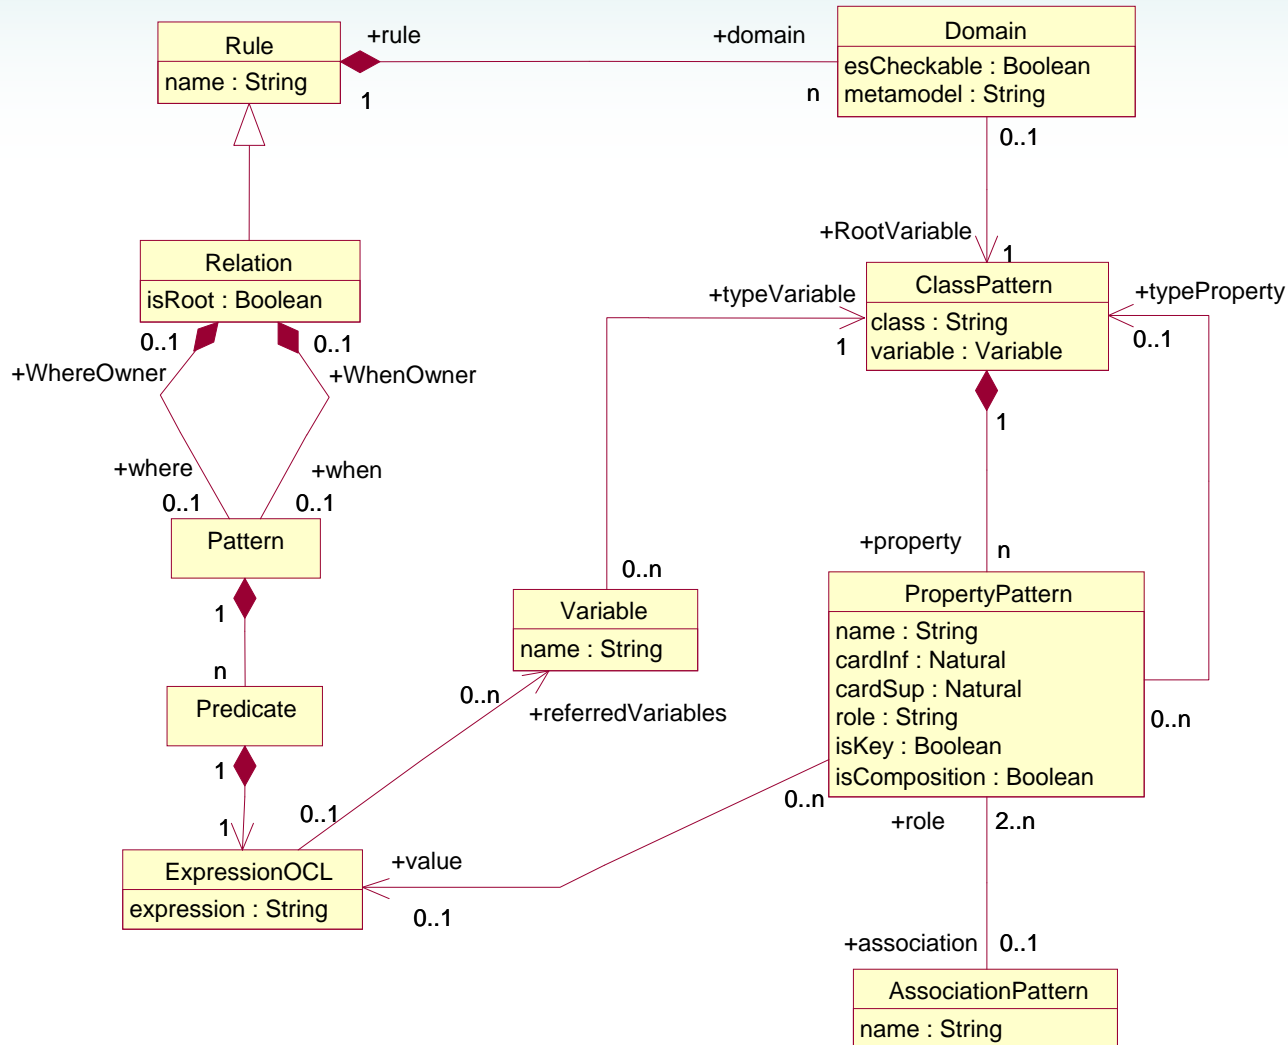 Rule
name : String
+rule
1
+domain
n
Domain
esCheckable : Boolean
metamodel : String
0..1
+RootVariable
1
Relation
isRoot : Boolean
0..1
0..1
+WhereOwner
+WhenOwner
+where
+when
0..1
0..1
Pattern
1
n
Predicate
1
1
ExpressionOCL
expression : String
+typeVariable
1
ClassPattern
class : String
variable : Variable
+typeProperty
0..1
1
+property
n
0..n
Variable
name : String
0..n
+referredVariables
0..1
PropertyPattern
name : String
cardInf : Natural
cardSup : Natural
role : String
isKey : Boolean
isComposition : Boolean
0..n
0..n
+value
0..1
+role
2..n
+association
0..1
AssociationPattern
name : String